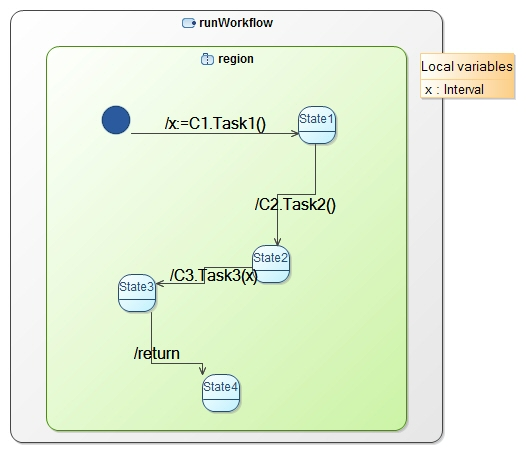 runWorkflow
region
Local variables
x : Interval
/x:=C1.Task1()
State1
/C2.Task2()
State2
/C3.Task3(x)
State3
/return
State4